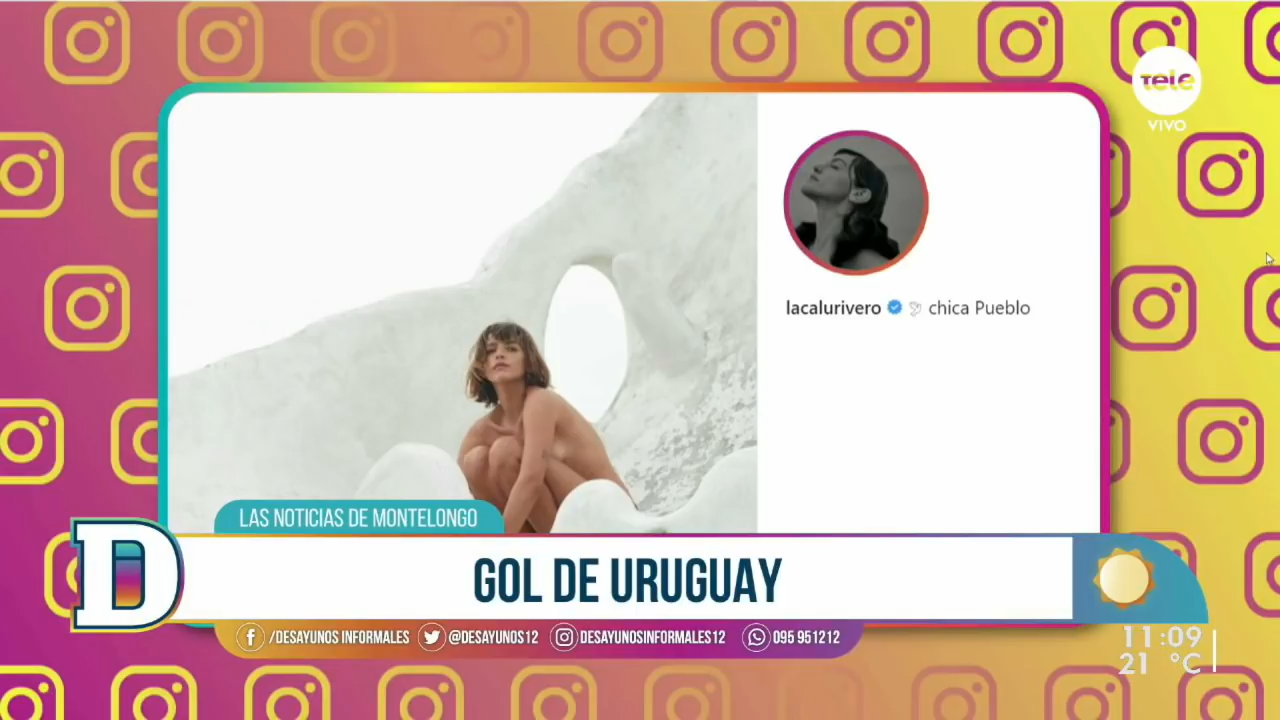 TELE
VIVO
lacalurivero chica Pueblo
LAS NOTICIAS DE MONTELONGO
D
GOL DE URUGUAY
/DESAYUNOS INFORMALES @DESAYUNOS12 DESAYUNOSINFORMALES12 095 951212
11:09
21 °C